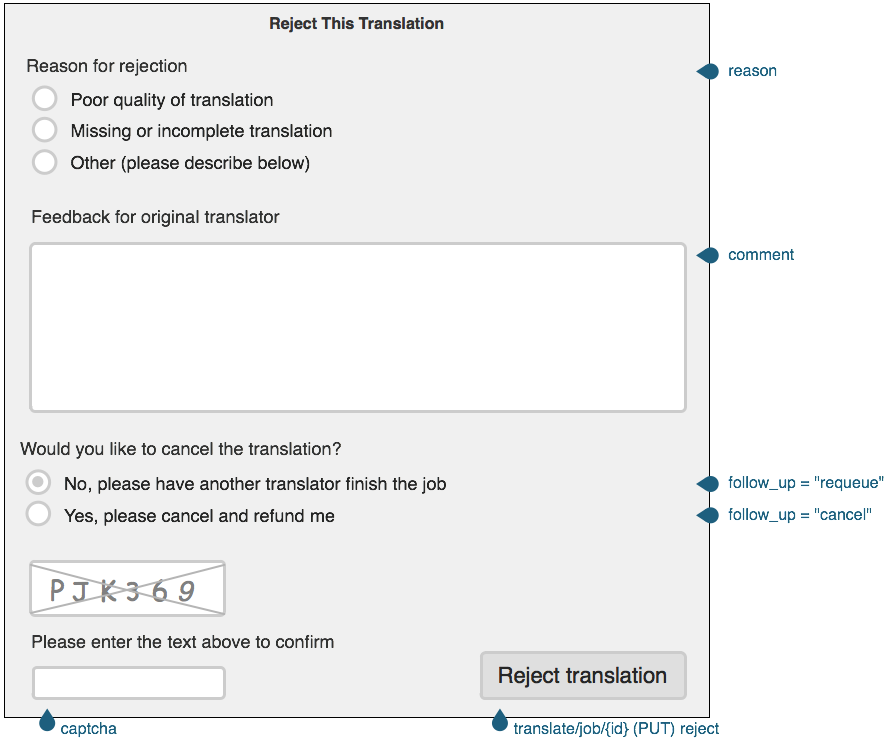 Reject This Translation
Reason for rejection
reason
Poor quality of translation
Missing or incomplete translation
Other (please describe below)
Feedback for original translator
comment
Would you like to cancel the translation?
No, please have another translator finish the job
follow_up = "requeue"
Yes, please cancel and refund me
follow_up = "cancel"
PJK369
Please enter the text above to confirm
Reject translation
captcha
translate/job/{id} (PUT) reject